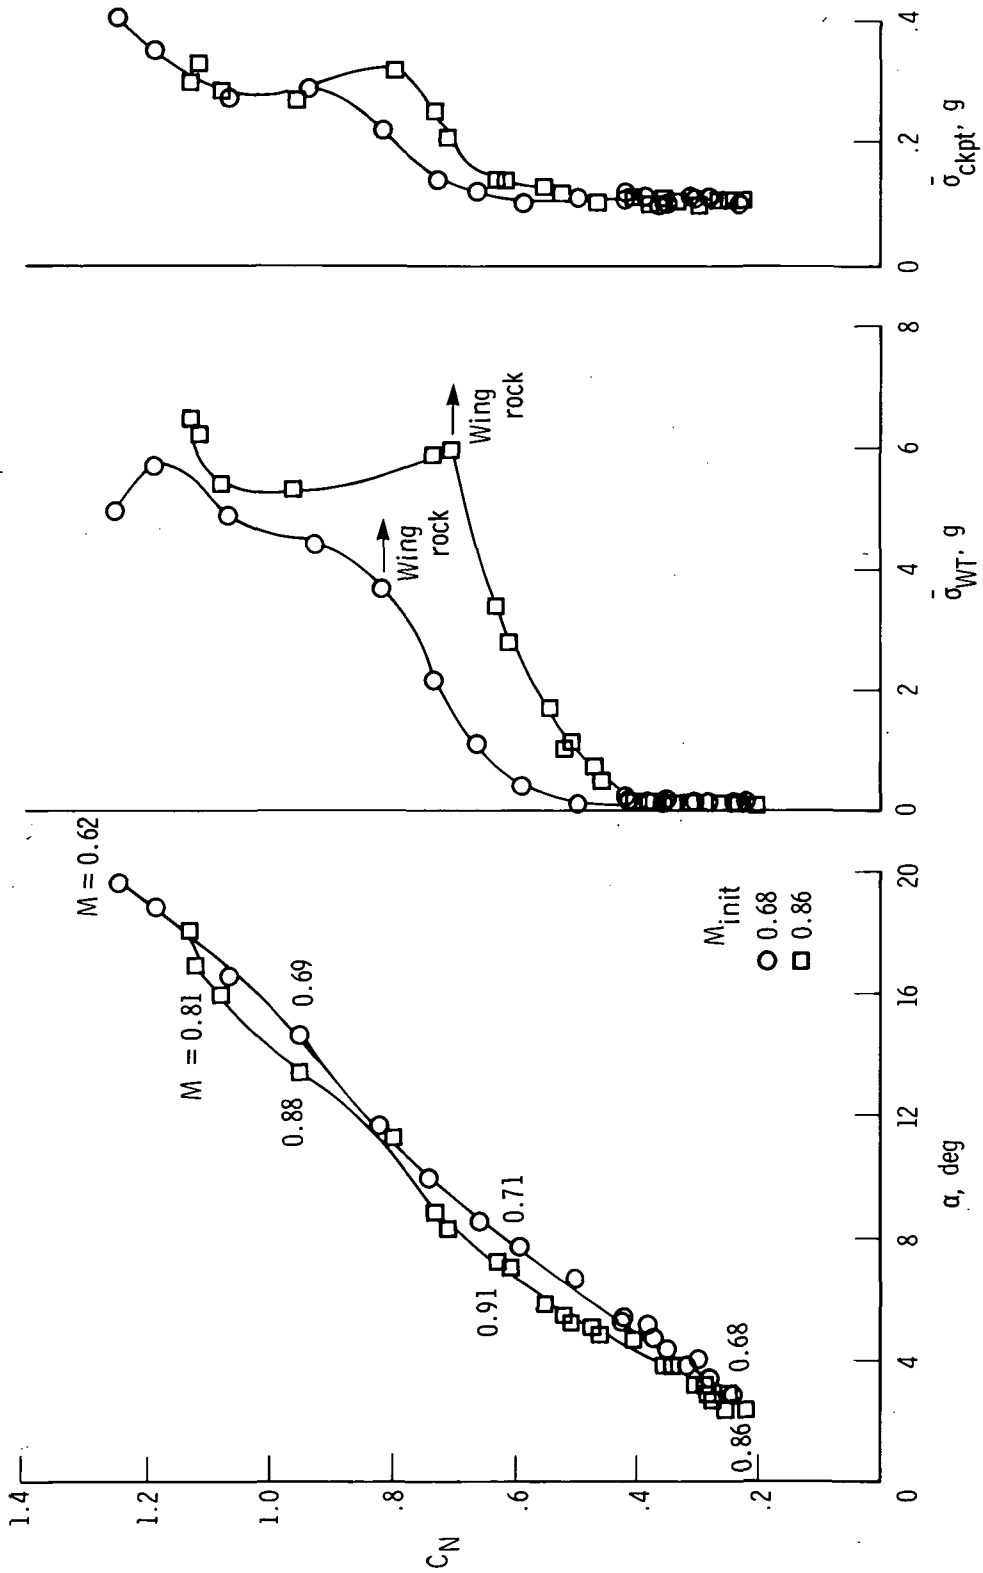 1.4
1.2
1.0
.8
.6
.4
.2
C_N
0
4
8
12
16
20
α, deg
M = 0.62
M = 0.81
0.69
0.88
0.71
0.91
0.68
0.86
M_init
○ 0.68
□ 0.86
Wing
rock
Wing
rock
0
2
4
6
8
σ̄_WT, g
0
.2
.4
σ̄_ckpt, g